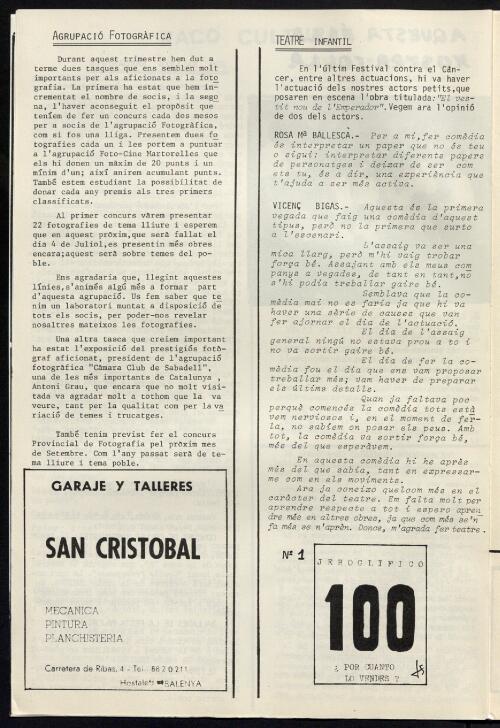 AGRUPACIÓ FOTOGRÀFICA
Durant aquest trimestre hem dut a
terme dues tasques que ens semblen molt
importants per als aficionats a la foto
grafia. La primera ha estat que hem in-
crementat el nombre de socis, i la sego
na, l'haver aconseguit el propòsit que
teníem de fer un concurs cada dos mesos
per a socis de l'agrupació Fotogràfica,
com si fos una lliga. Presentem dues fo
tografies cada un i les portem a puntuar
a l'agrupació Foto-Cine Martorelles que
els hi donen un màxim de 20 punts i un
mínim d'un; així anirem acumulant punts.
També estem estudiant la possibilitat de
donar cada any premis als tres primers
classificats.
Al primer concurs vàrem presentar
22 fotografies de tema lliure i esperem
que en aquest pròxim,que serà fallat el
dia 4 de Juliol,es presentin més obres
encara;aquest serà sobre temes del po-
ble.
Ens agradaria que, llegint aquestes
línies,s'animés algú més a formar part
d'aquesta agrupació. Us fem saber que te
nim un laboratori muntat a disposició de
tots els socis, per poder-nos revelar
nosaltres mateixos les fotografies.
Una altra tasca que creiem important
ha estat l'exposició del prestigiós fotò-
graf aficionat, president de l'agrupació
fotogràfica "Càmara Club de Sabadell",
una de les més importants de Catalunya ,
Antoni Grau, que encara que no molt visi-
tada va agradar molt a tothom que la va
veure, tant per la qualitat com per la va
riació de temes i trucatges.
També tenim previst fer el concurs
Provincial de Fotografia pel pròxim mes
de Setembre. Com l'any passat serà de te-
ma lliure i tema poble.
GARAJE Y TALLERES
SAN CRISTOBAL
MECANICA
PINTURA
PLANCHISTERIA
Carretera de Ribas, 4 - Tel. 8820211
Hostalets BALENYA
TEATRE INFANTIL
En l'últim Festival contra el Càn-
cer, entre altres actuacions, hi va haver
l'actuació dels nostres actors petits,que
posaren en escena l'obra titulada:"El ves-
tit nou de l'Emperador".Vegem ara l'opinió
de dos dels actors.
ROSA Mª BALLESCA.- Per a mi,fer comèdia
és interpretar un paper que no és teu
o sigui: interpretar diferents papers
de personatges i deixar de ser com
ets tu, és a dir, una experiència que
t'ajuda a ser més activa.
VICENÇ BIGAS.- Aquesta és la primera
vegada que faig una comèdia d'aquest
tipus, però no la primera que surto
a l'escenari.
L'assaig va ser una
mica llarg, però m'hi vaig trobar
força bé. Assajant amb els meus com
panys a vegades, de tant en tant,no
s'hi podia treballar gaire bé.
Semblava que la co-
mèdia mai no es faria ja que hi va
haver una sèrie de causes que van
fer ajornar el dia de l'actuació.
El dia de l'assaig
general ningú no estava prou a to i
no va sortir gaire bé.
El dia de fer la co-
mèdia fou el dia que ens vam proposar
treballar més; vam haver de preparar
els últims detalls.
Quan ja faltava poc
perquè comencés la comèdia tots està
vem nerviosos i, en el moment de fer-
la, no sabíem on posar els peus. Amb
tot, la comèdia va sortir força bé,
més del que esperàvem.
En aquesta comèdia hi he après
més del que sabia, tant en expressar-
me com en els moviments.
Ara ja coneixo quelcom més en el
caràcter del teatre. Em falta molt per
aprendre respecte a tot i espero apren
dre més en altres obres, ja que com més se'n
fa més se n'aprèn. Doncs, m'agrada fer teatre.
Nº 1
JEROCLIFICO
100
¿ POR CUANTO
LO VENDES ?